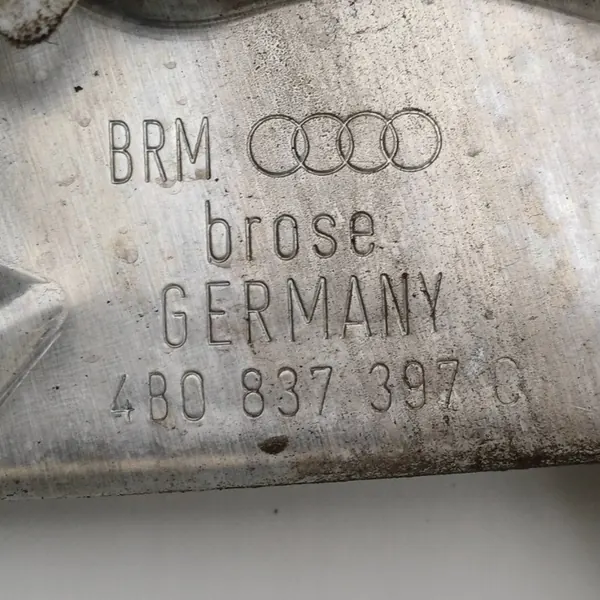 BRM
brose
GERMANY
4B0 837 397 C